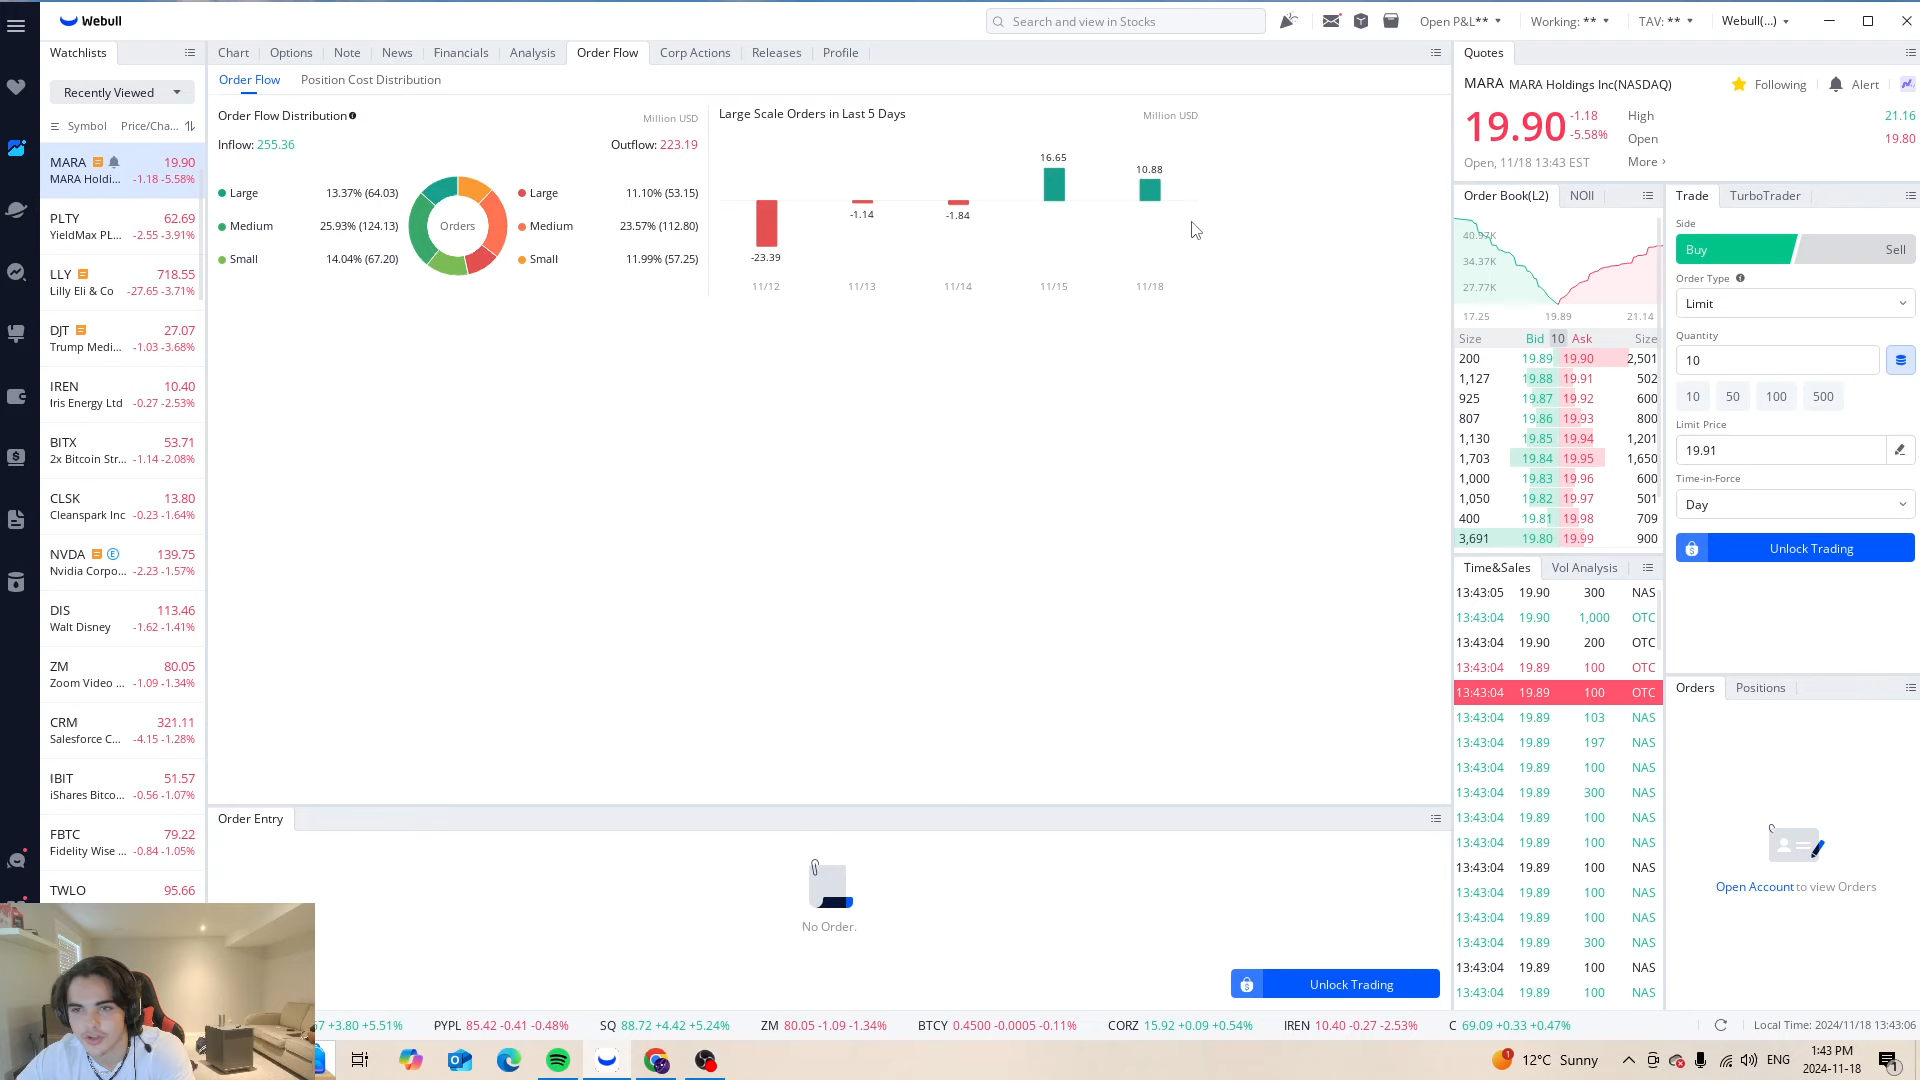 Webull
Search and view in Stocks
Open P&L** Working: ** TAV: ** Webull(...)
Watchlists
Chart Options Note News Financials Analysis Order Flow Corp Actions Releases Profile
Quotes
Recently Viewed
Order Flow Position Cost Distribution
Symbol Price/Cha...
MARA 19.90
MARA Holdi... -1.18 -5.58%
PLTY 62.69
YieldMax PL... -2.55 -3.91%
LLY 718.55
Lilly Eli & Co -27.65 -3.71%
DJT 27.07
Trump Medi... -1.03 -3.68%
IREN 10.40
Iris Energy Ltd -0.27 -2.53%
BITX 53.71
2x Bitcoin Str... -1.14 -2.08%
CLSK 13.80
Cleanspark Inc -0.23 -1.64%
NVDA E 139.75
Nvidia Corpo... -2.23 -1.57%
DIS 113.46
Walt Disney -1.62 -1.41%
ZM 80.05
Zoom Video ... -1.09 -1.34%
CRM 321.11
Salesforce C... -4.15 -1.28%
IBIT 51.57
iShares Bitco... -0.56 -1.07%
FBTC 79.22
Fidelity Wise ... -0.84 -1.05%
TWLO 95.66
Order Flow Distribution
Million USD
Inflow: 255.36 Outflow: 223.19
Large 13.37% (64.03)
Medium 25.93% (124.13)
Small 14.04% (67.20)
Orders
Large 11.10% (53.15)
Medium 23.57% (112.80)
Small 11.99% (57.25)
Large Scale Orders in Last 5 Days Million USD
16.65
10.88
-1.14
-1.84
-23.39
11/12 11/13 11/14 11/15 11/18
Order Entry
No Order.
Unlock Trading
MARA MARA Holdings Inc(NASDAQ) Following Alert
19.90 -1.18
-5.58%
High 21.16
Open 19.80
Open, 11/18 13:43 EST More
Order Book(L2) NOII
40.97K
34.37K
27.77K
17.25 19.89 21.14
Size Bid 10 Ask Size
200 19.89 19.90 2,501
1,127 19.88 19.91 502
925 19.87 19.92 600
807 19.86 19.93 800
1,130 19.85 19.94 1,201
1,703 19.84 19.95 1,650
1,000 19.83 19.96 600
1,050 19.82 19.97 501
400 19.81 19.98 709
3,691 19.80 19.99 900
Time&Sales Vol Analysis
13:43:05 19.90 300 NAS
13:43:04 19.90 1,000 OTC
13:43:04 19.90 200 OTC
13:43:04 19.89 100 OTC
13:43:04 19.89 100 OTC
13:43:04 19.89 103 NAS
13:43:04 19.89 197 NAS
13:43:04 19.89 100 NAS
13:43:04 19.89 300 NAS
13:43:04 19.89 100 NAS
13:43:04 19.89 100 NAS
13:43:04 19.89 100 NAS
13:43:04 19.89 100 NAS
13:43:04 19.89 100 NAS
13:43:04 19.89 300 NAS
13:43:04 19.89 100 NAS
13:43:04 19.89 100 NAS
Trade TurboTrader
Side
Buy Sell
Order Type
Limit
Quantity
10
10 50 100 500
Limit Price
19.91
Time-in-Force
Day
Unlock Trading
Orders Positions
Open Account to view Orders
+3.80 +5.51% PYPL 85.42 -0.41 -0.48% SQ 88.72 +4.42 +5.24% ZM 80.05 -1.09 -1.34% BTCY 0.4500 -0.0005 -0.11% CORZ 15.92 +0.09 +0.54% IREN 10.40 -0.27 -2.53% C 69.09 +0.33 +0.47%
Local Time: 2024/11/18 13:43:06
1 12°C Sunny ENG 1:43 PM
2024-11-18 1